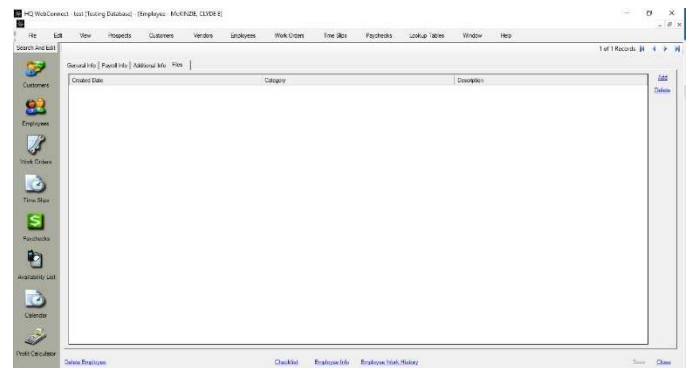 HQ WebConnect - test [Testing Database] - [Employee - McKINZIE, CLYDE E]
File Edit View Prospects Customers Vendors Employees Work Orders Time Slips Paychecks Lookup Tables Window Help
Search And Edit
1 of 1 Records
General Info Payroll Info Additional Info Files
Created Date Category Description
Add
Delete
Customers
Employees
Work Orders
Time Slips
Paychecks
Availability List
Calendar
Profit Calculator
Delete Employee Checklist Employee Info Employee Work History Save Close